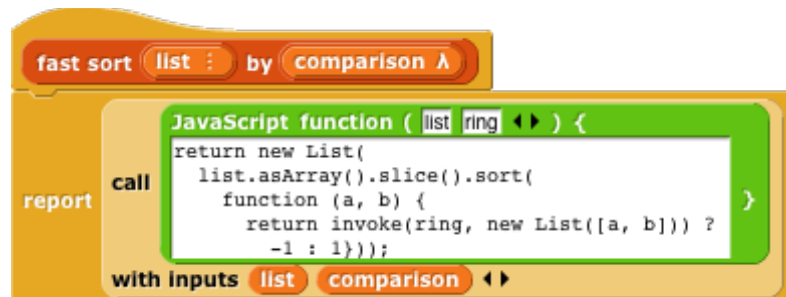 fast sort list ⋮ by comparison λ
JavaScript function ( list ring ◀ ▶ ) {
return new List(
list.asArray().slice().sort(
function (a, b) {
return invoke(ring, new List([a, b])) ?
-1 : 1}));
}
report call
with inputs list comparison ◀ ▶